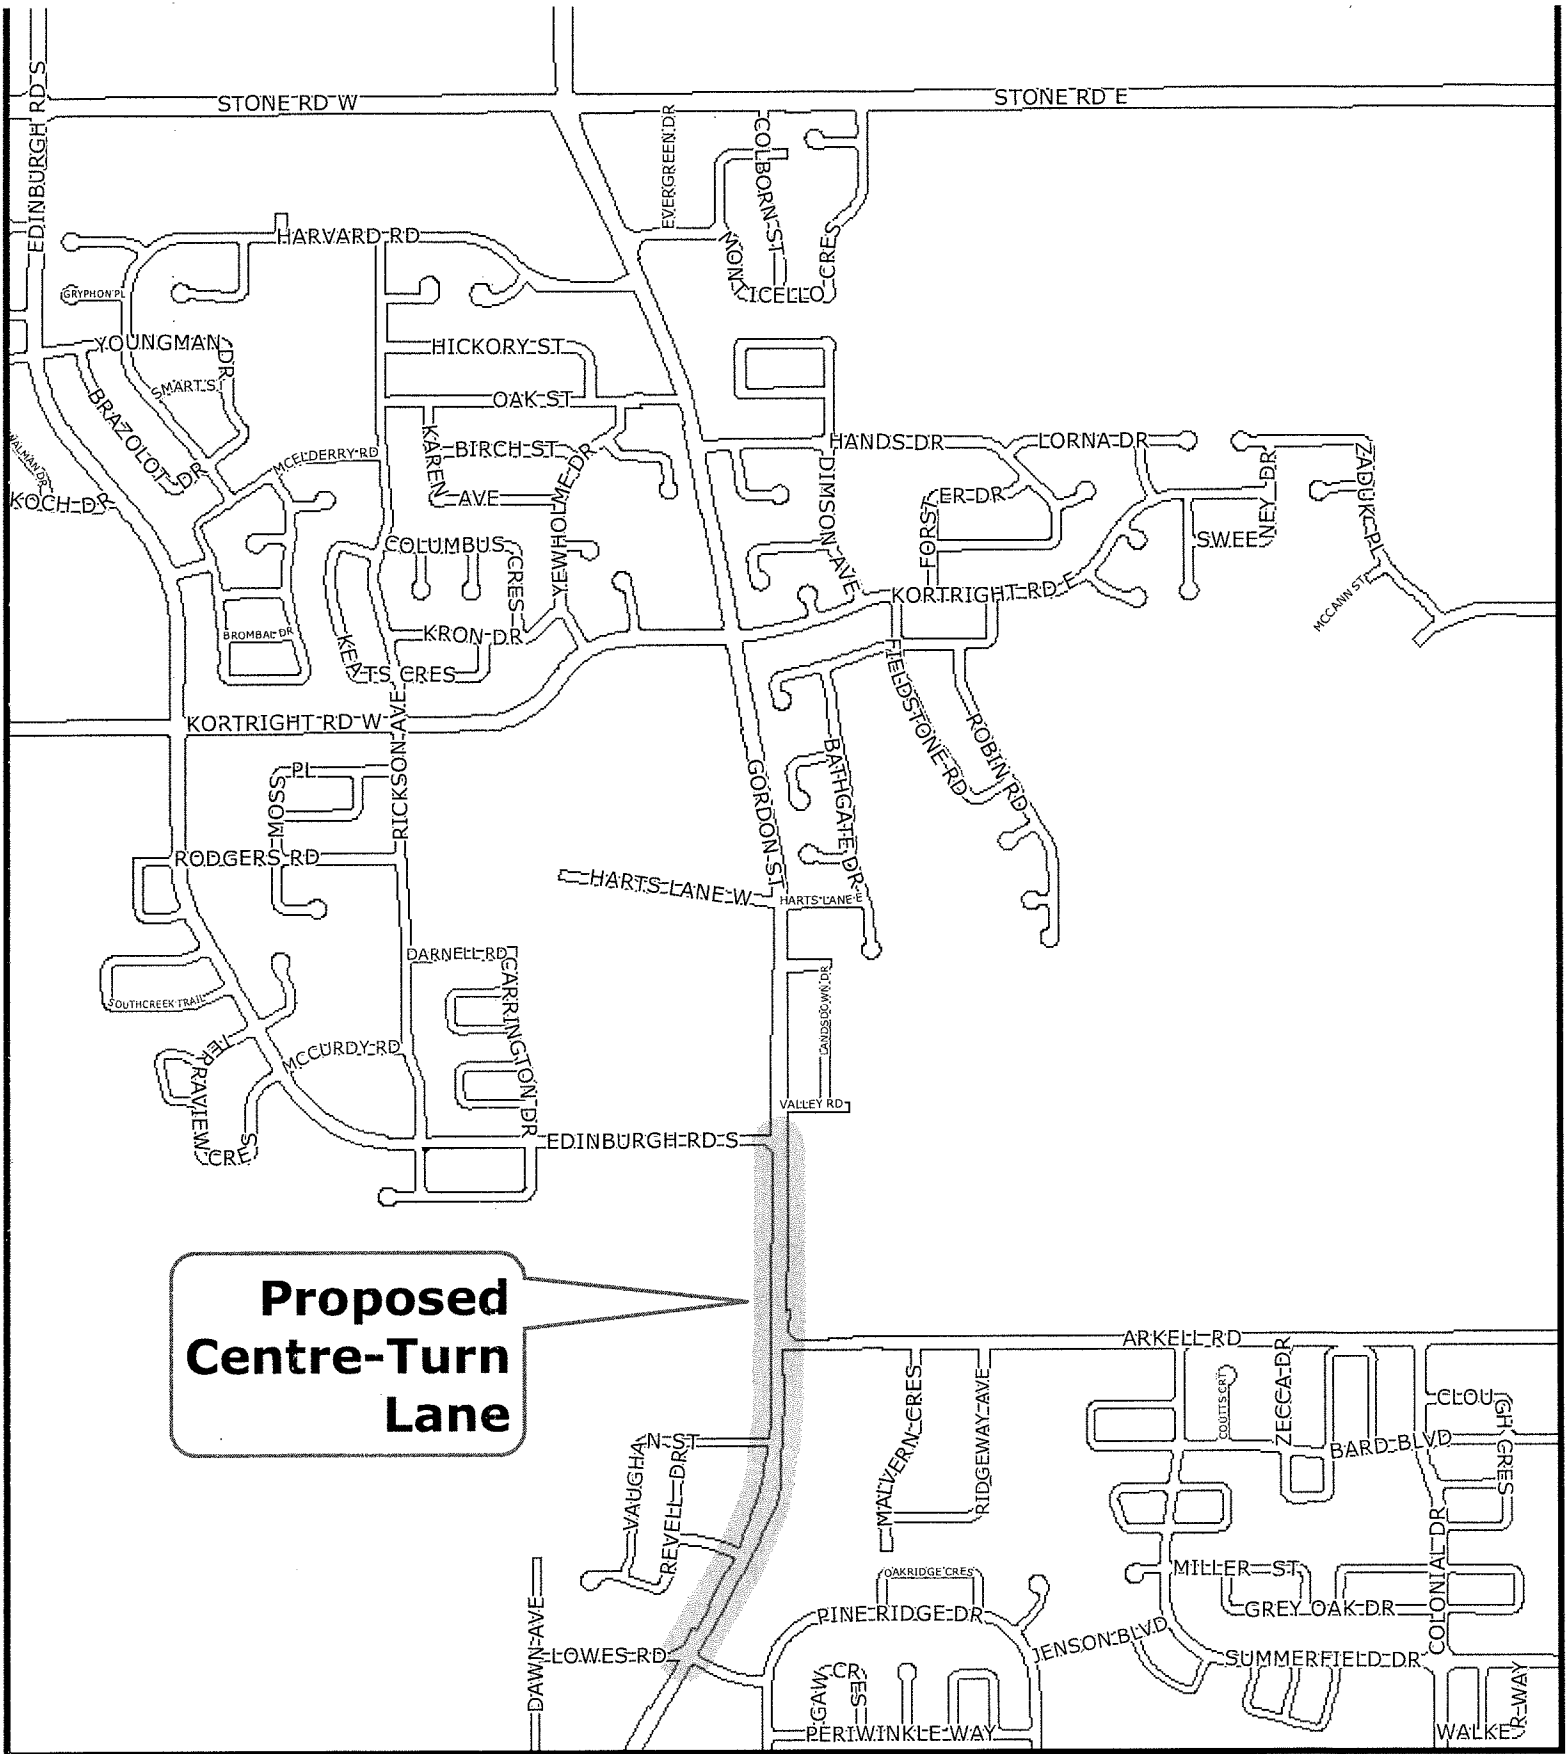 EDINBURGH RD S
STONE RD W
STONE RD E
EVERGREEN DR
COLBORN ST
MONTICELLO CRES
HARVARD RD
GRYPHON PL
YOUNGMAN DR
SMART S
HICKORY ST
OAK ST
BRAZOLOT DR
MCELDERRY RD
KAREN AVE
BIRCH ST
HANDS DR
LORNA DR
ZADUK PL
KOCH DR
YEWHOLME DR
DIMSON AVE
FORSTER DR
SWEENEY DR
COLUMBUS CRES
KORTRIGHT RD E
MCCANN ST
BROMBAL DR
KRON DR
KEATS CRES
FIELDSTONE RD
ROBIN RD
KORTRIGHT RD W
RICKSON AVE
GORDON ST
BATHGATE DR
MOSS PL
RODGERS RD
HARTS LANE W
HARTS LANE E
DARNELL RD
CARRINGTON DR
LANDSDOWN DR
SOUTHCREEK TRAIL
TERRAVIEW CRES
MCCURDY RD
VALLEY RD
EDINBURGH RD S
Proposed
Centre-Turn
Lane
ARKELL RD
MALVERN CRES
RIDGEWAY AVE
COUTTS CRT
ZECCA DR
CLOUGH CRES
BARD BLVD
VAUGHAN ST
REVELL DR
COLONIAL DR
MILLER ST
OAKRIDGE CRES
GREY OAK DR
PINE RIDGE DR
JENSON BLVD
DAWN AVE
LOWES RD
SUMMERFIELD DR
GAW CRES
PERIWINKLE WAY
WALKER WAY